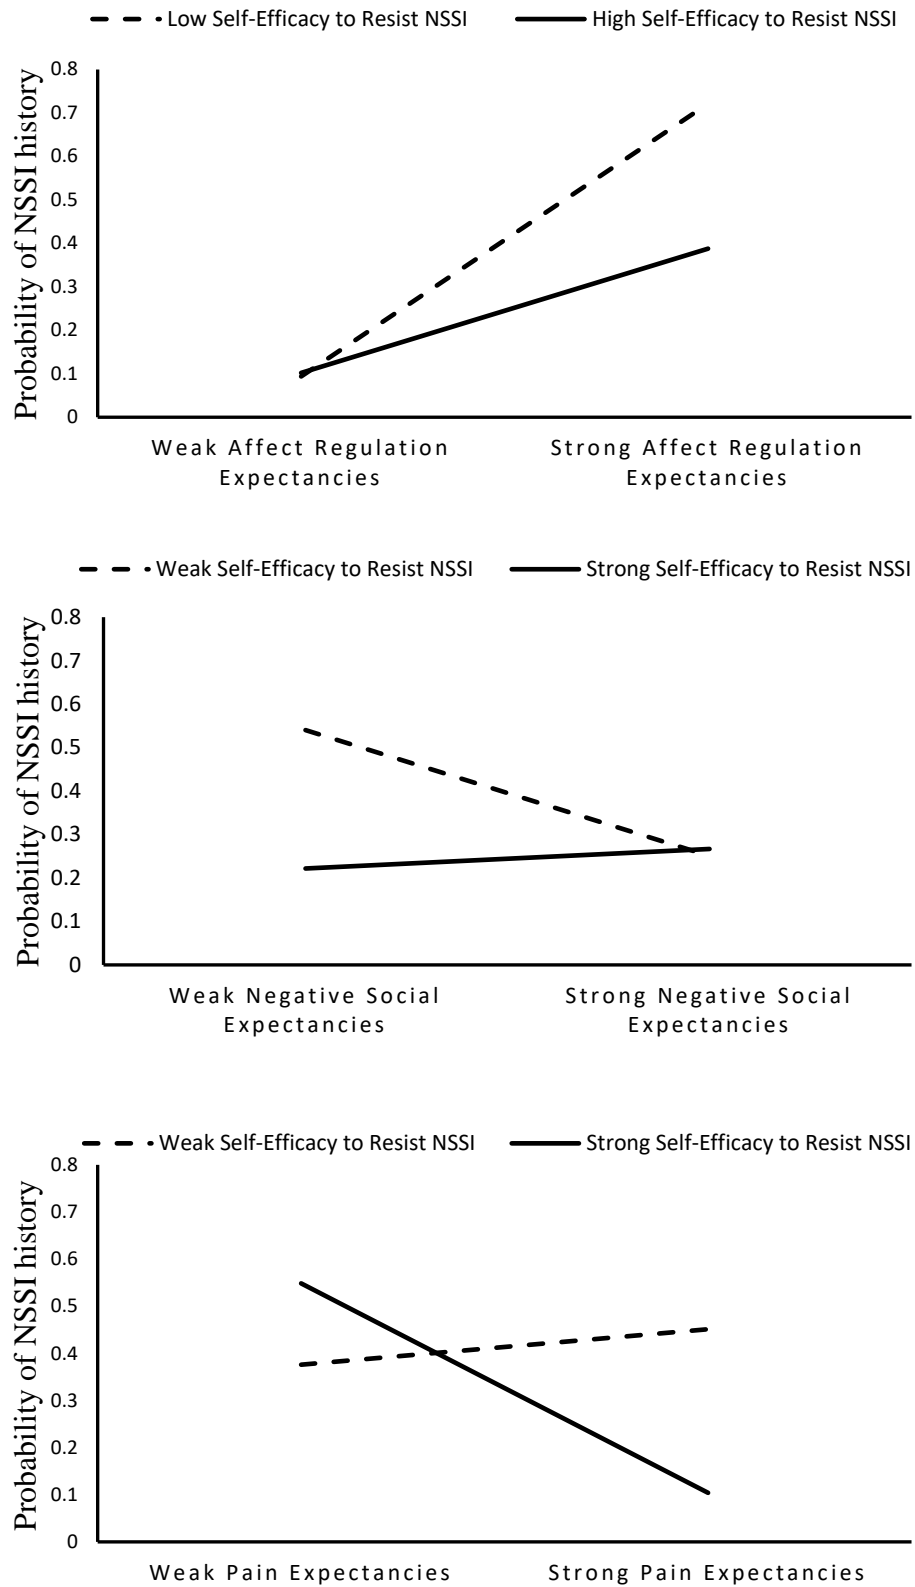 Low Self-Efficacy to Resist NSSI High Self-Efficacy to Resist NSSI
Probability of NSSI history
0.8
0.7
0.6
0.5
0.4
0.3
0.2
0.1
0
Weak Affect Regulation Strong Affect Regulation
Expectancies Expectancies
Weak Self-Efficacy to Resist NSSI Strong Self-Efficacy to Resist NSSI
Probability of NSSI history
0.8
0.7
0.6
0.5
0.4
0.3
0.2
0.1
0
Weak Negative Social Strong Negative Social
Expectancies Expectancies
Weak Self-Efficacy to Resist NSSI Strong Self-Efficacy to Resist NSSI
Probability of NSSI history
0.8
0.7
0.6
0.5
0.4
0.3
0.2
0.1
0
Weak Pain Expectancies Strong Pain Expectancies